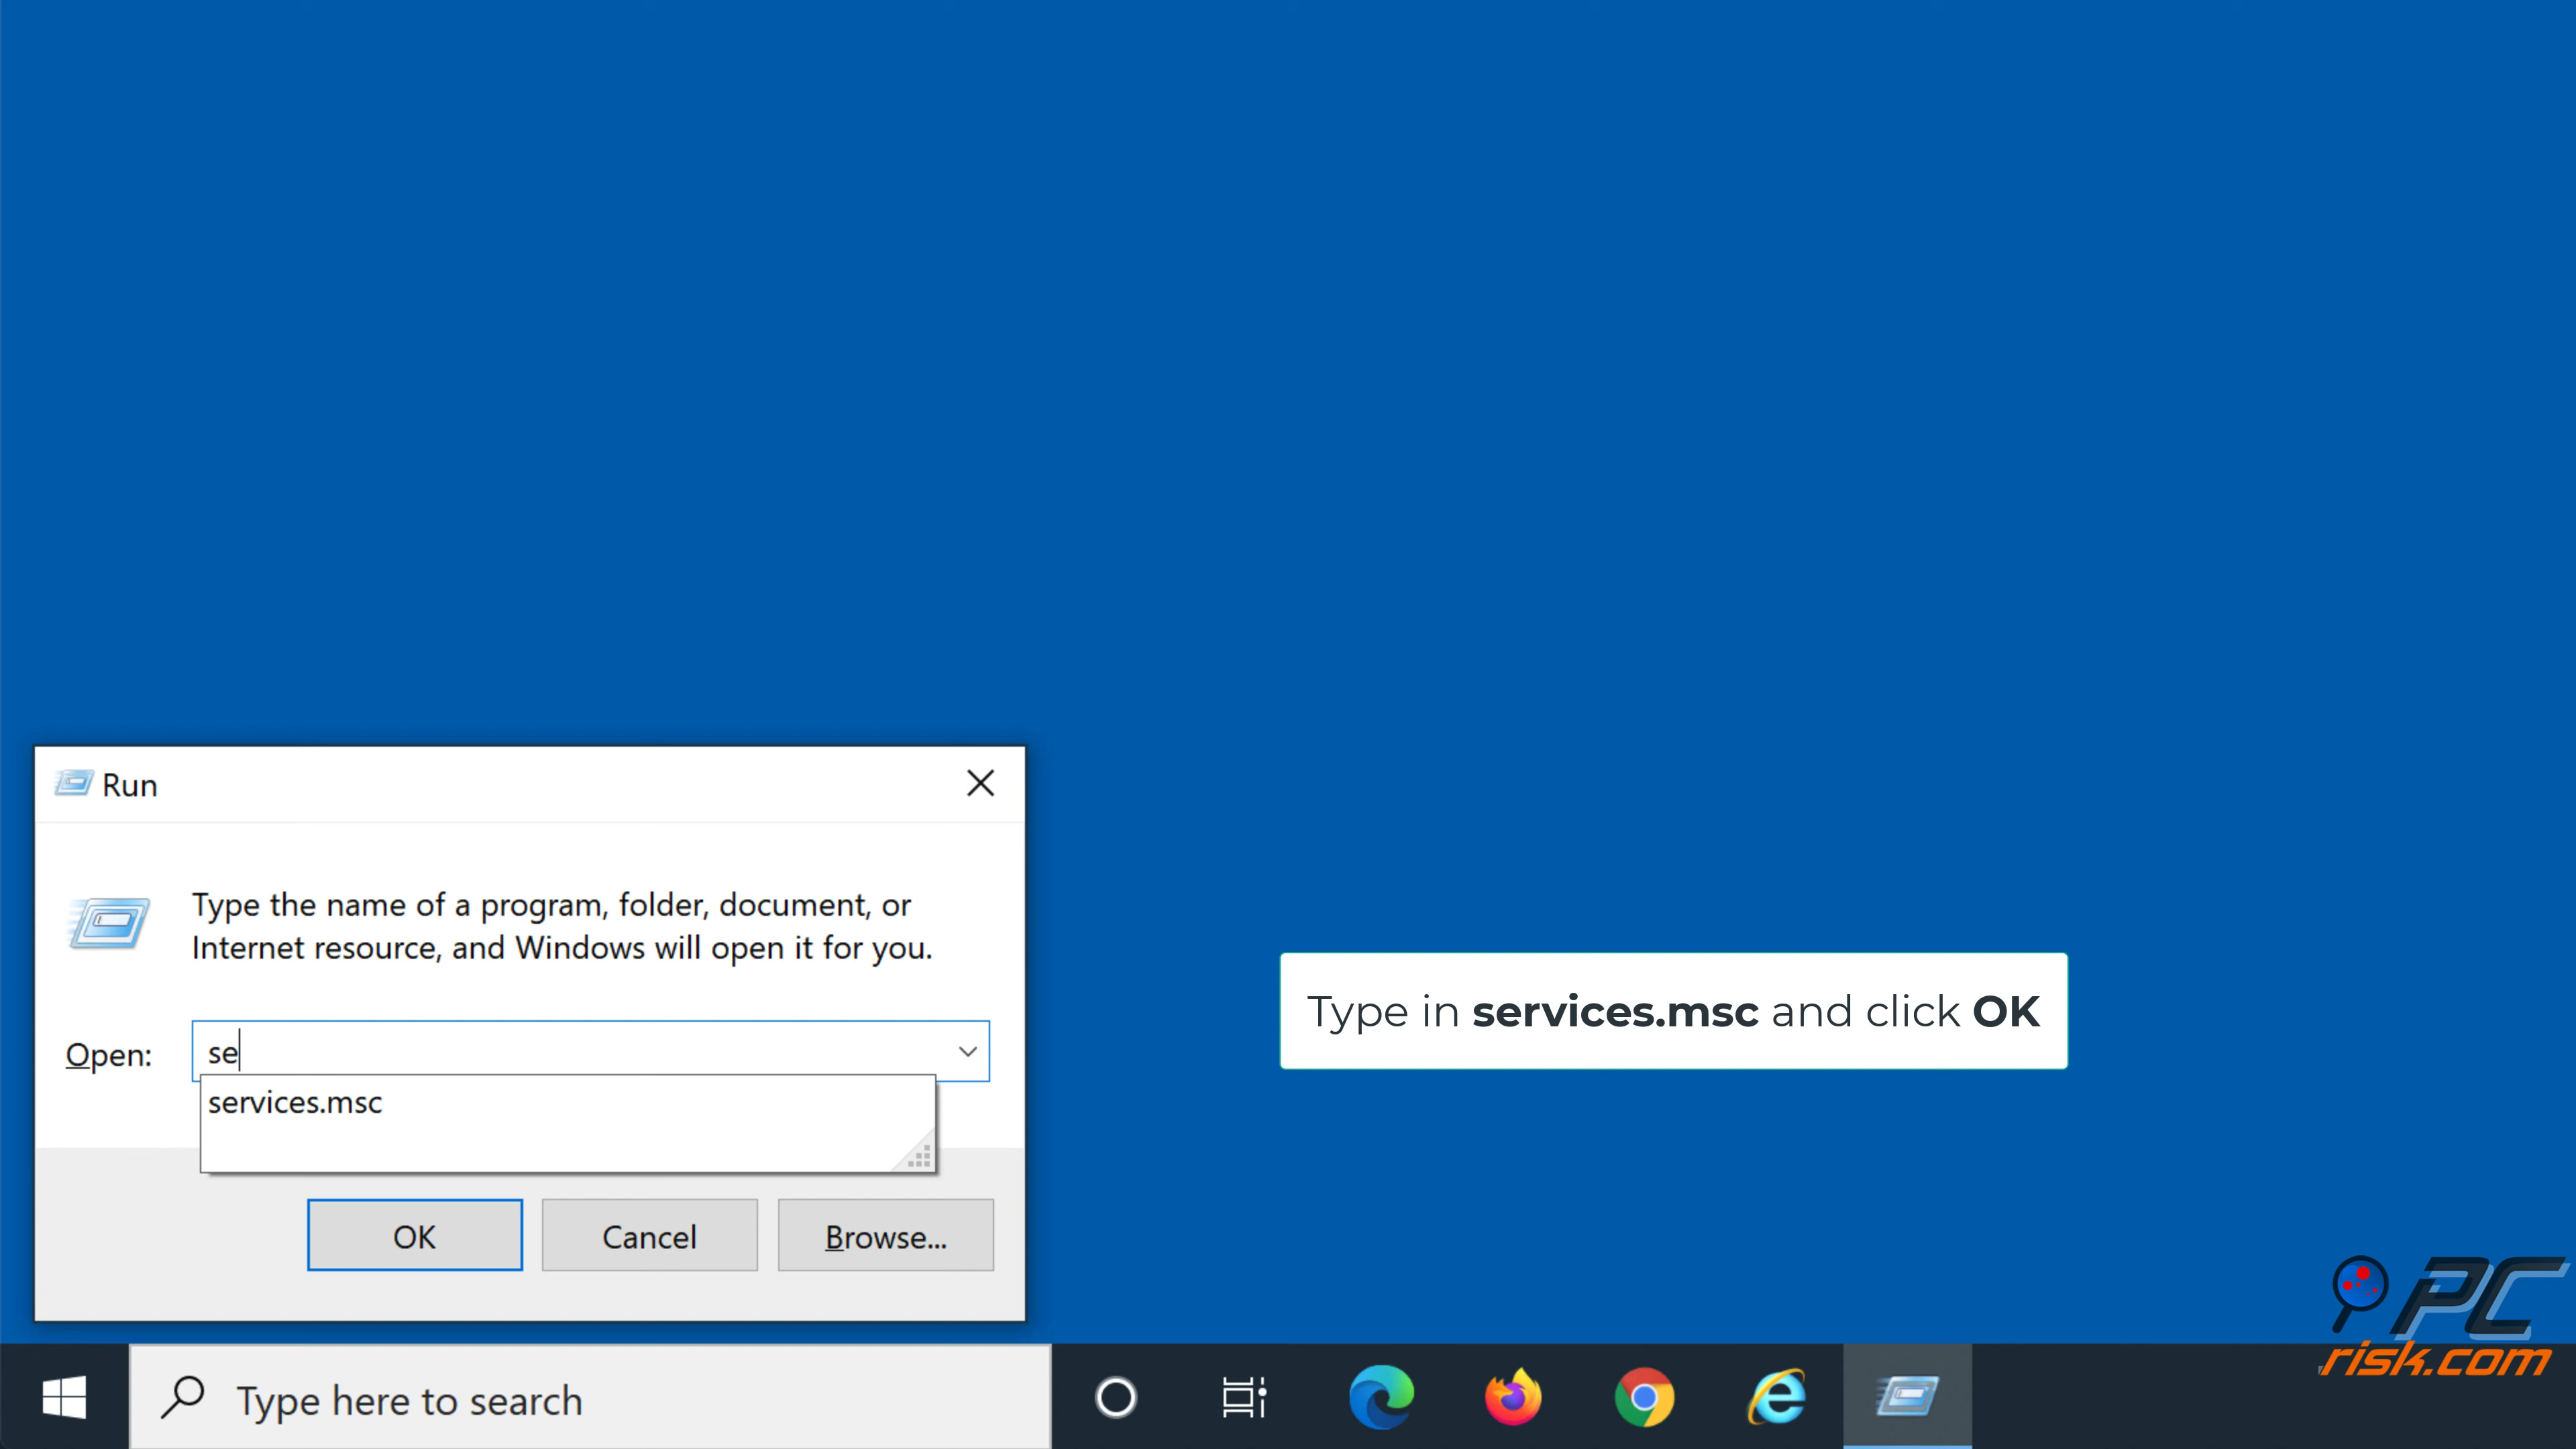 Run
Type the name of a program, folder, document, or
Internet resource, and Windows will open it for you.
Open:
se
services.msc
OK
Cancel
Browse...
Type in services.msc and click OK
PC
risk.com
Type here to search